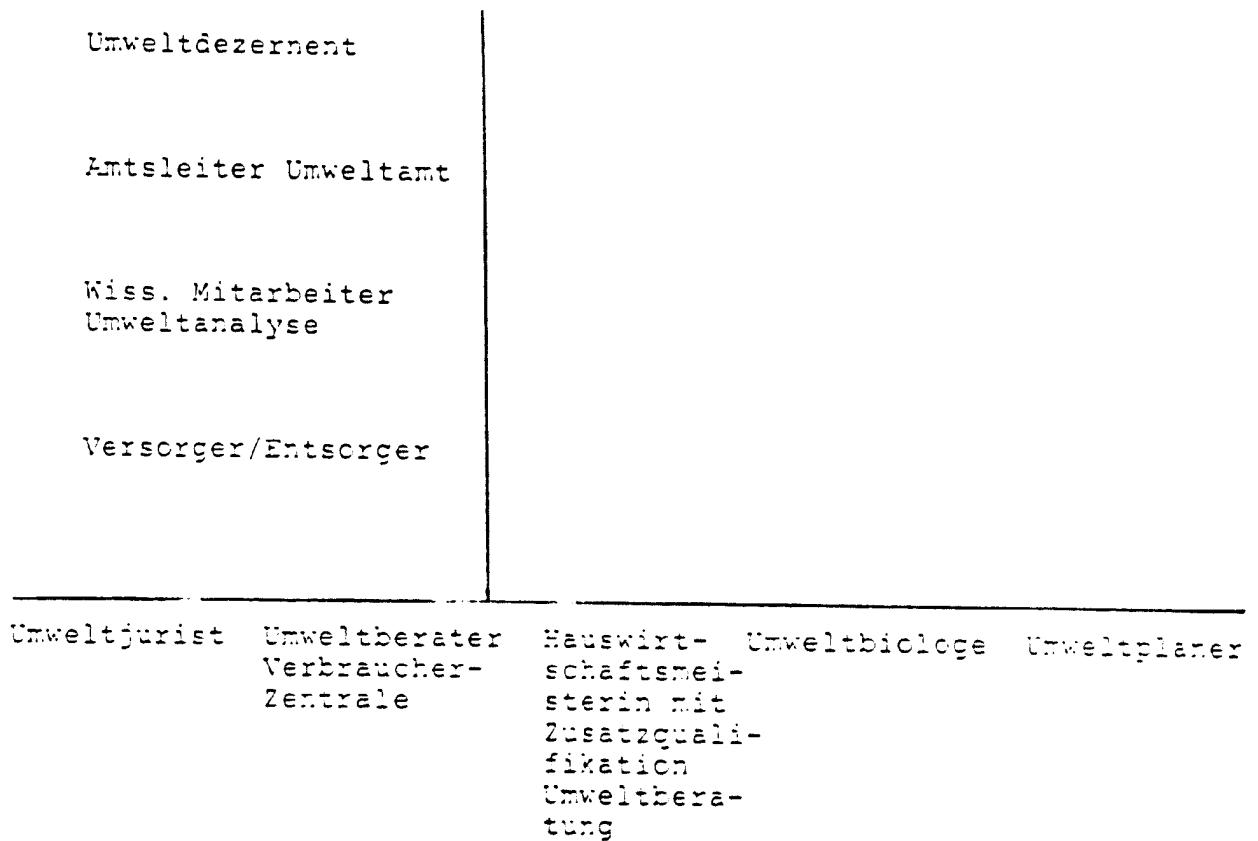 Umweltdezernent
Amtsleiter Umweltamt
Wiss. Mitarbeiter
Umweltanalyse
Versorger/Entsorger
Umweltjurist
Umweltberater
Verbraucher-
Zentrale
Hauswirt-
schaftsmei-
sterin mit
Zusatzquali-
fikation
Umweltbera-
tung
Umweltbiologe
Umweltplaner